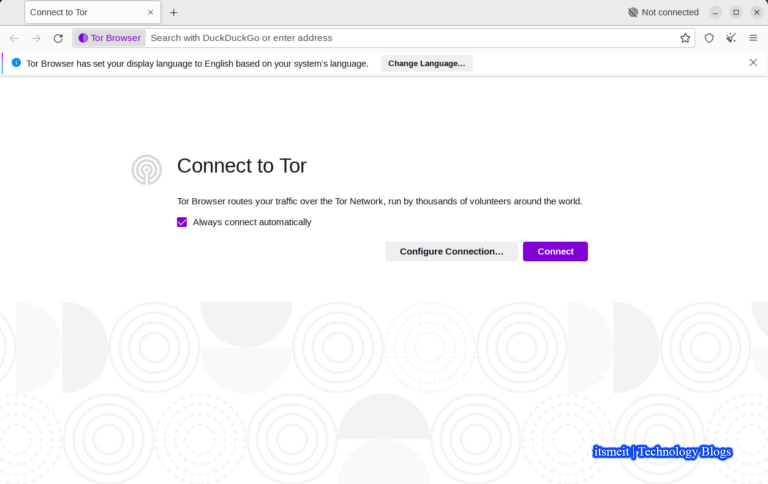 Connect to Tor
Not connected
Tor Browser
Search with DuckDuckGo or enter address
Tor Browser has set your display language to English based on your system's language.
Change Language...
Connect to Tor
Tor Browser routes your traffic over the Tor Network, run by thousands of volunteers around the world.
Always connect automatically
Configure Connection...
Connect
itsmeit | Technology Blogs